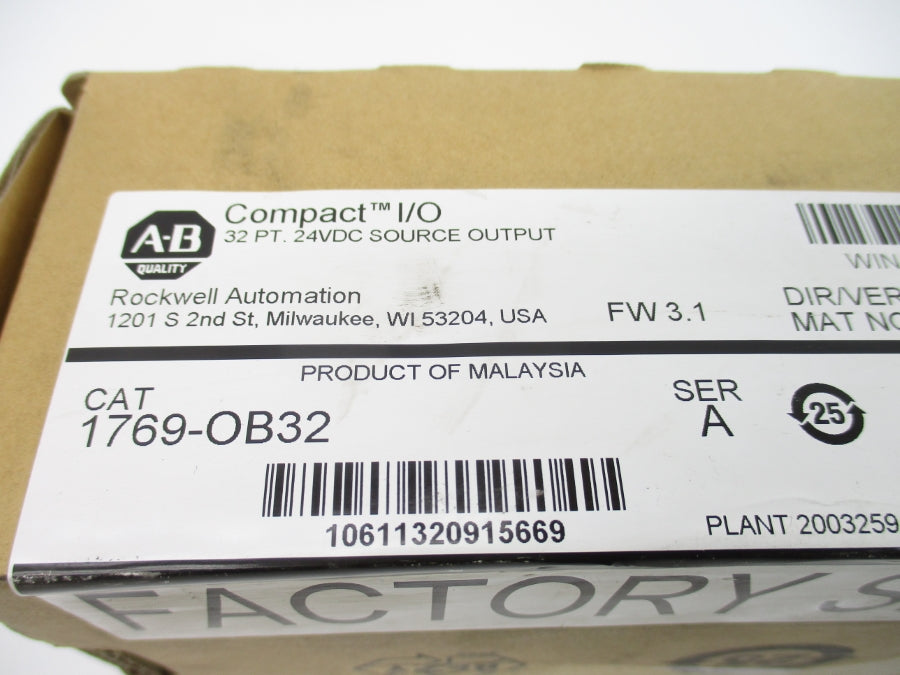 A-B
QUALITY
Compact™ I/O
32 PT. 24VDC SOURCE OUTPUT
WIN
Rockwell Automation
1201 S 2nd St, Milwaukee, WI 53204, USA
FW 3.1
DIR/VER
MAT NO
PRODUCT OF MALAYSIA
CAT
1769-OB32
SER
A
25
10611320915669
PLANT 2003259
FACTORY S